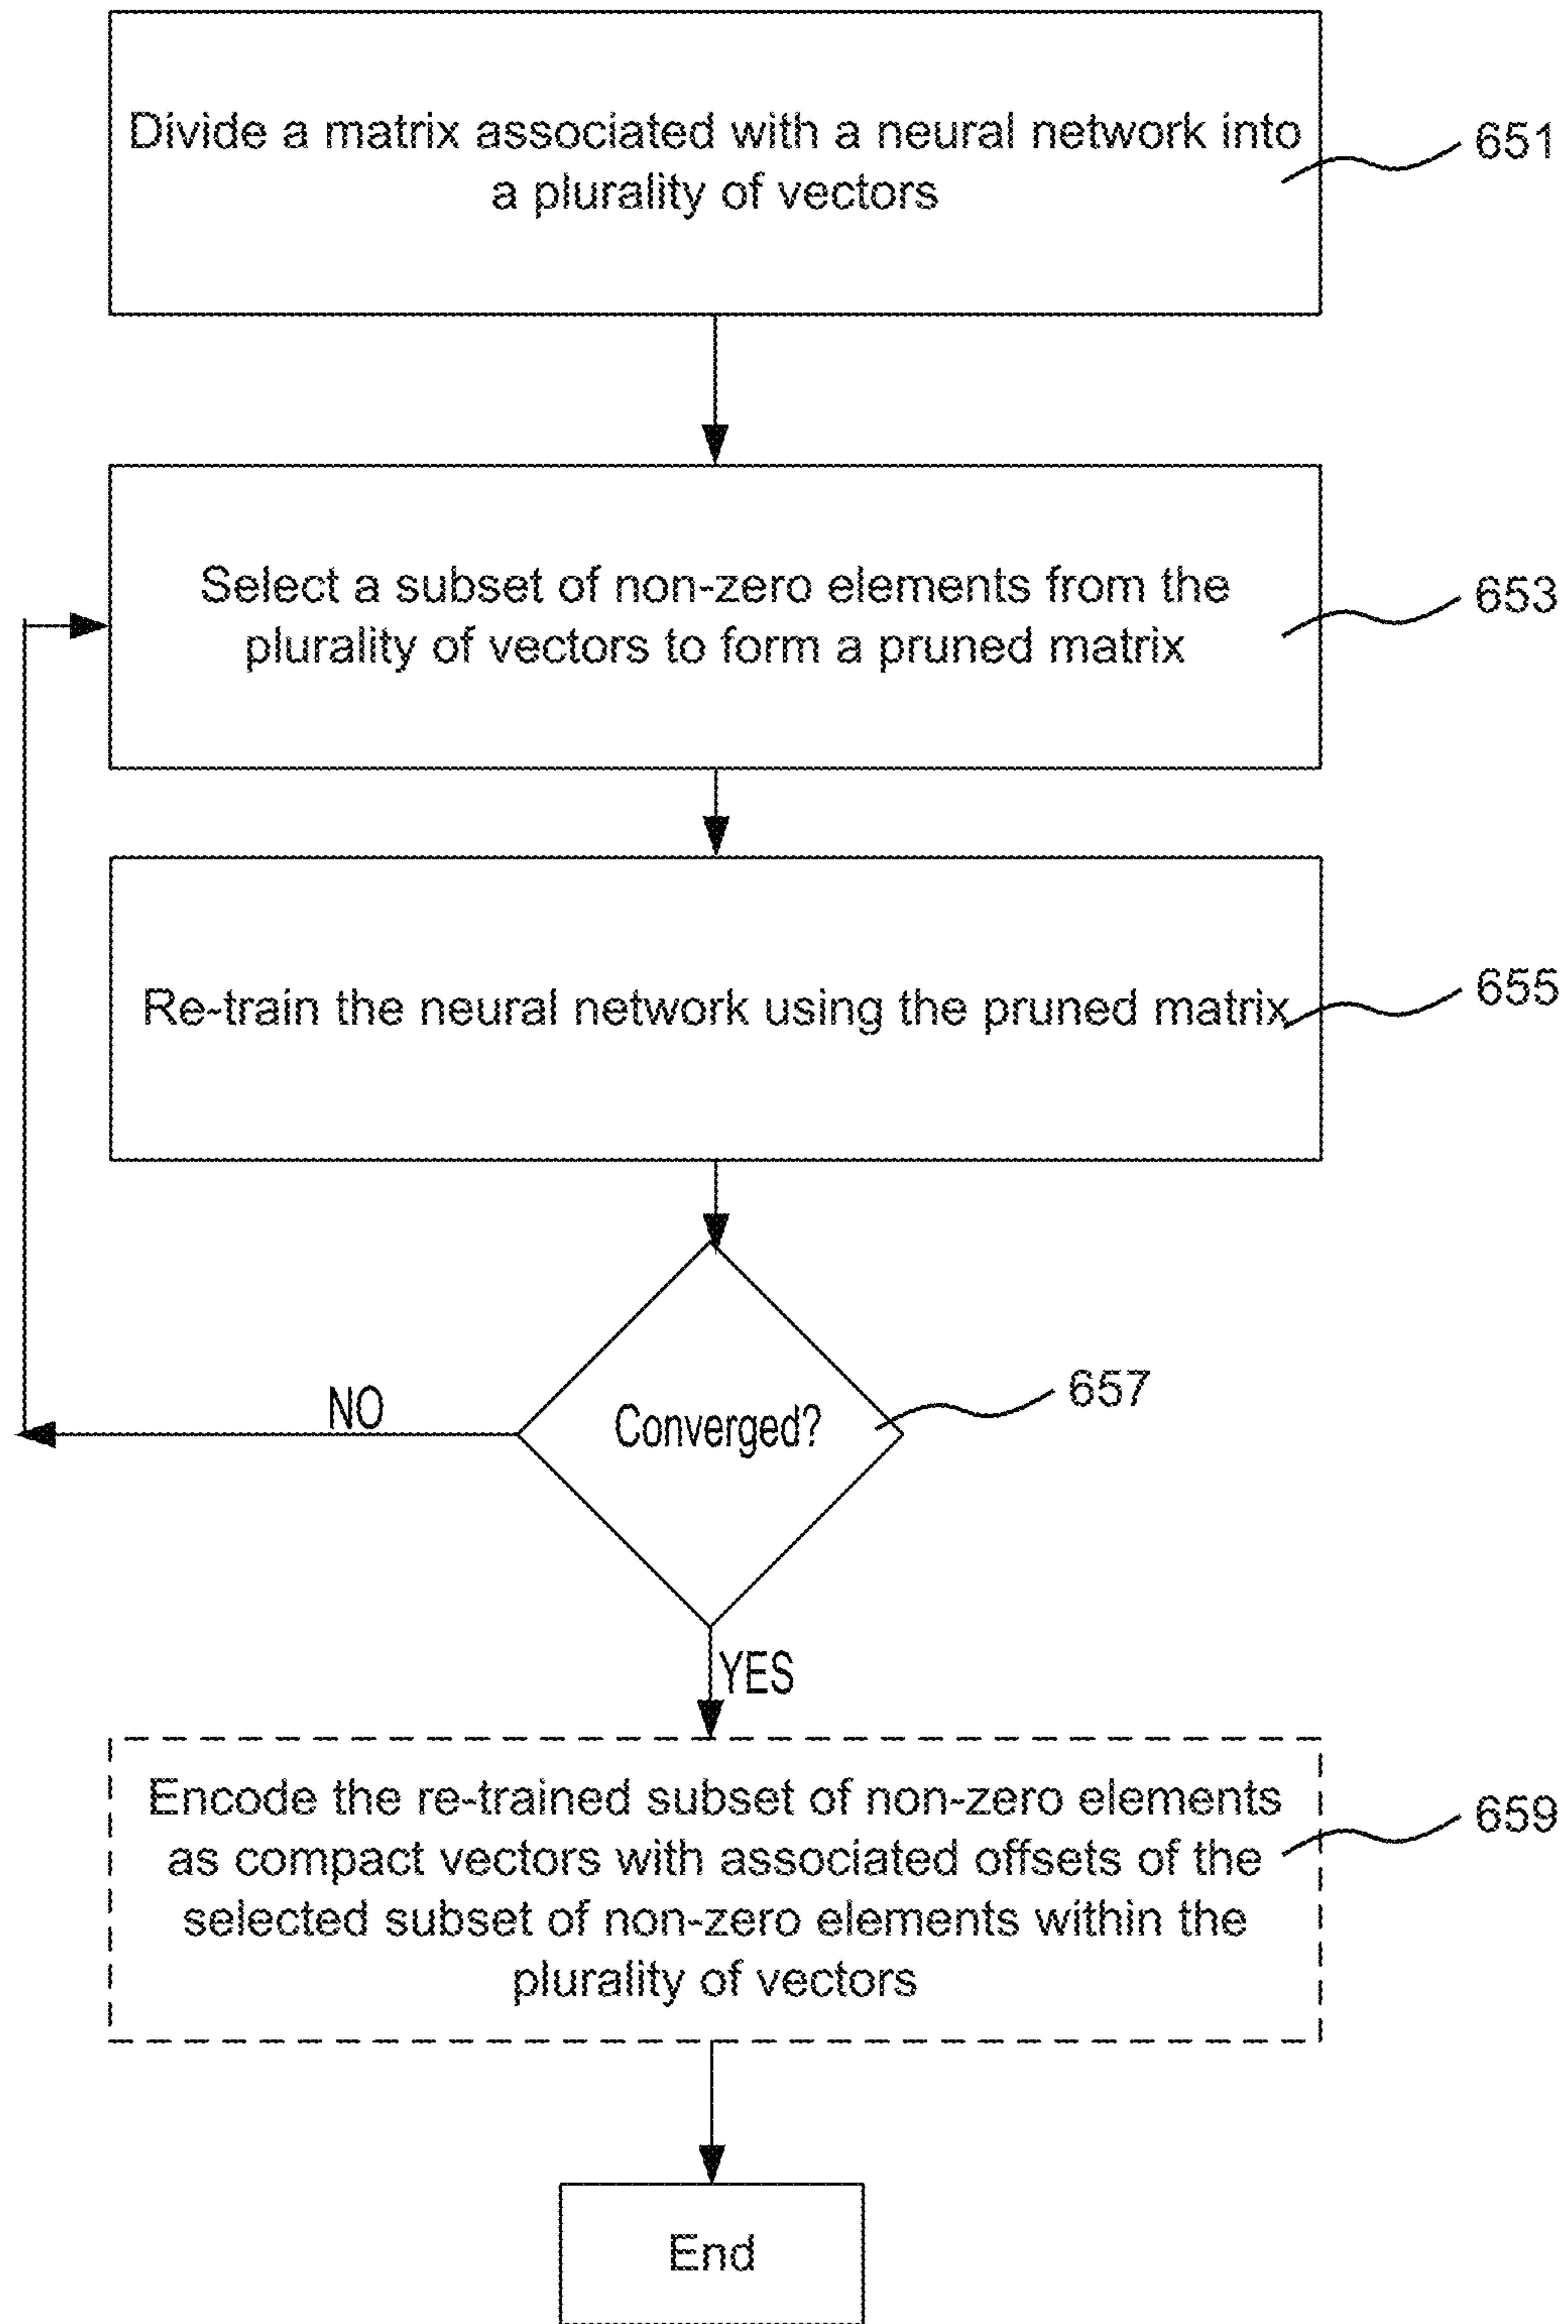 Divide a matrix associated with a neural network into
a plurality of vectors
651
Select a subset of non-zero elements from the
plurality of vectors to form a pruned matrix
653
Re-train the neural network using the pruned matrix
655
Converged?
657
NO
YES
Encode the re-trained subset of non-zero elements
as compact vectors with associated offsets of the
selected subset of non-zero elements within the
plurality of vectors
659
End